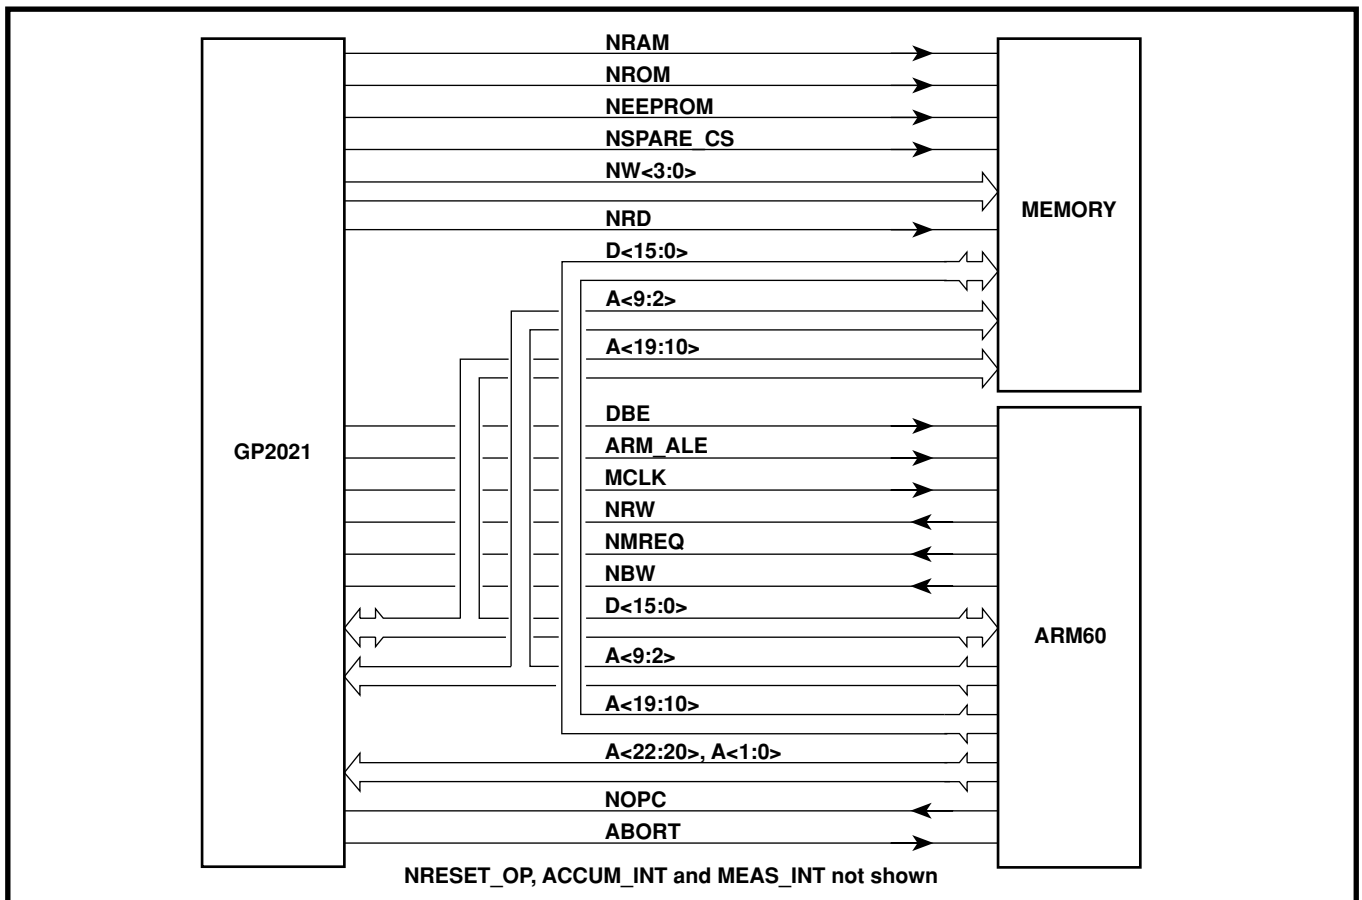 NRAM
NROM
NEEPROM
NSPARE_CS
NW<3:0>
NRD
D<15:0>
A<9:2>
A<19:10>
MEMORY
GP2021
DBE
ARM_ALE
MCLK
NRW
NMREQ
NBW
D<15:0>
A<9:2>
A<19:10>
A<22:20>, A<1:0>
NOPC
ABORT
ARM60
NRESET_OP, ACCUM_INT and MEAS_INT not shown